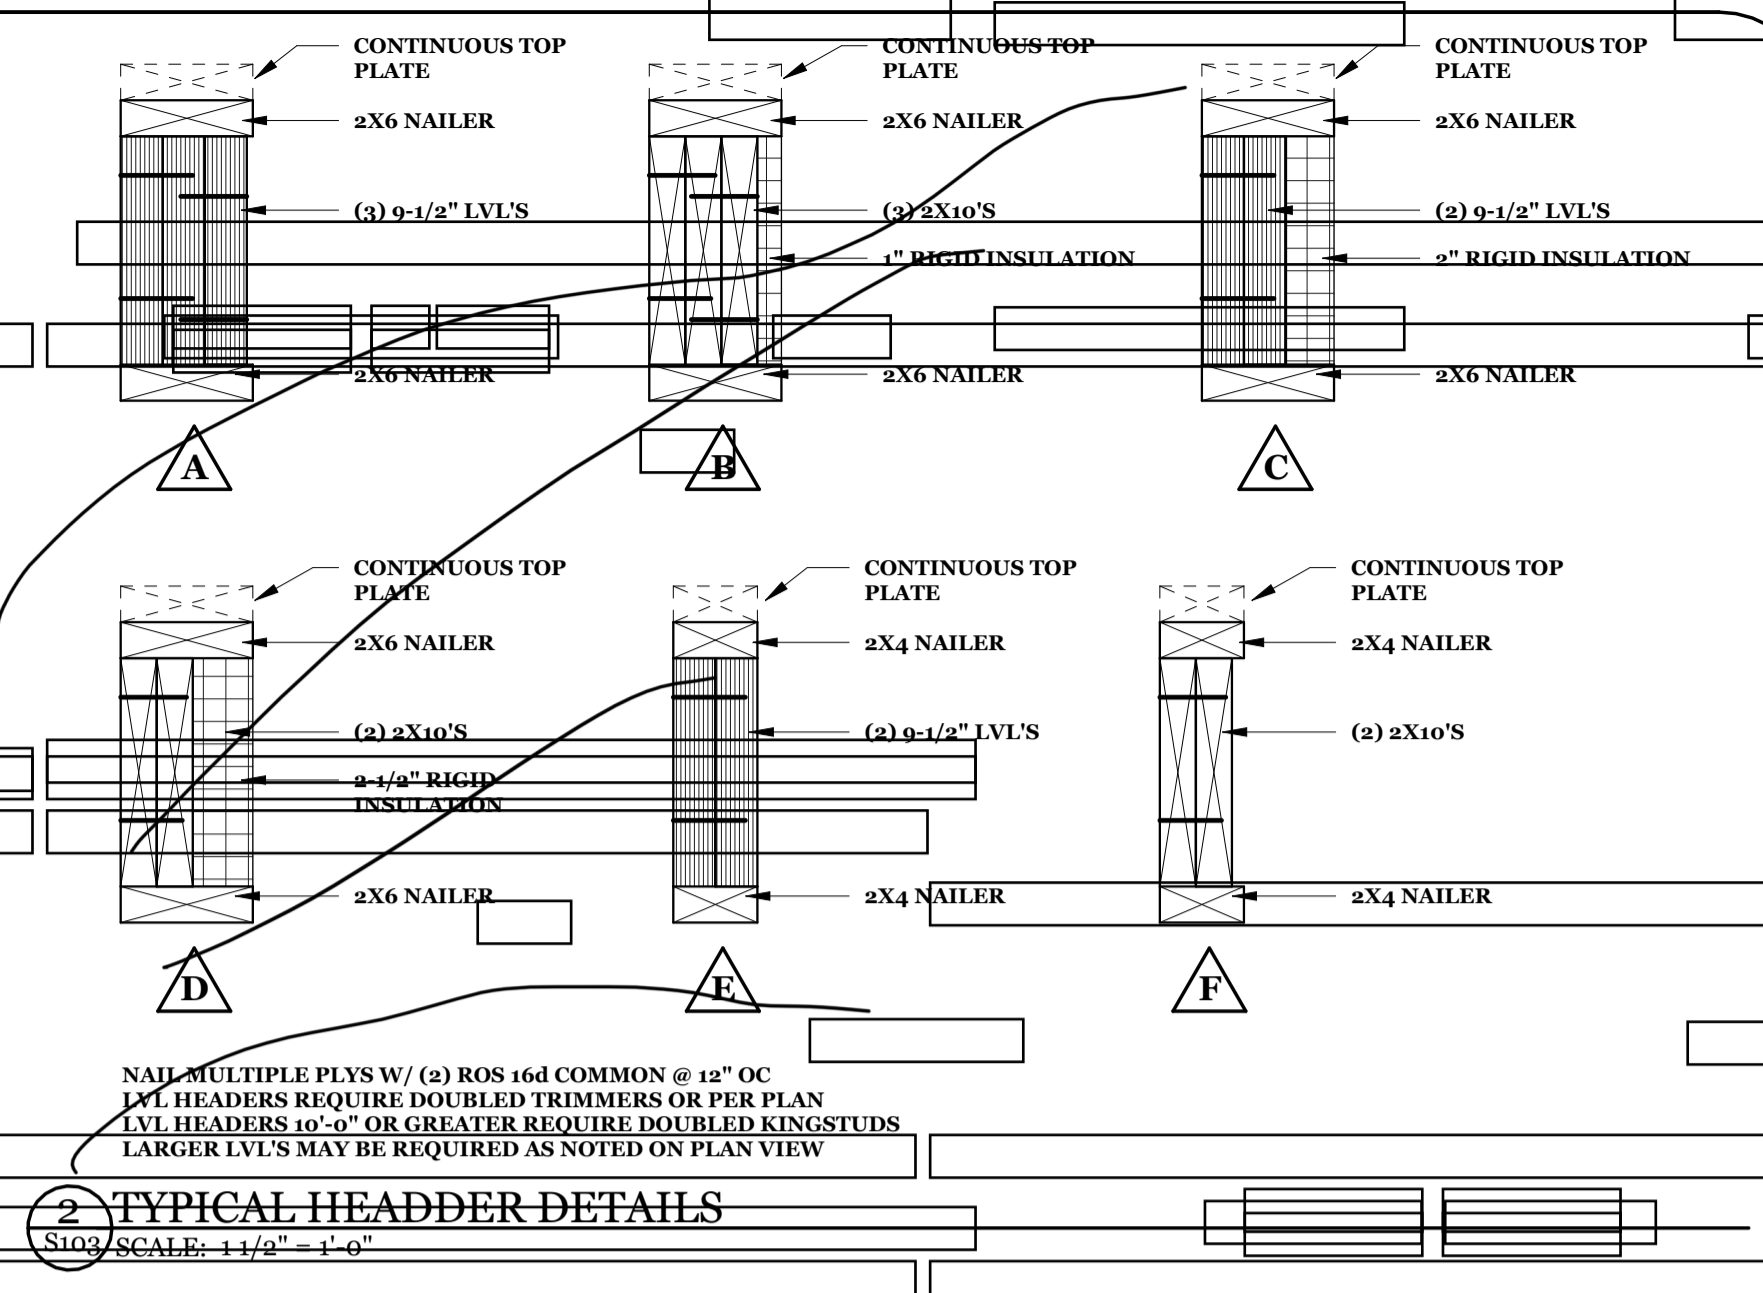 CONTINUOUS TOP
PLATE
2X6 NAILER
(3) 9-1/2" LVL'S
2X6 NAILER
A
CONTINUOUS TOP
PLATE
2X6 NAILER
(3) 2X10'S
1" RIGID INSULATION
2X6 NAILER
B
CONTINUOUS TOP
PLATE
2X6 NAILER
(2) 9-1/2" LVL'S
2" RIGID INSULATION
2X6 NAILER
C
CONTINUOUS TOP
PLATE
2X6 NAILER
(2) 2X10'S
2-1/2" RIGID
INSULATION
2X6 NAILER
D
CONTINUOUS TOP
PLATE
2X4 NAILER
(2) 9-1/2" LVL'S
2X4 NAILER
E
CONTINUOUS TOP
PLATE
2X4 NAILER
(2) 2X10'S
2X4 NAILER
F
NAIL MULTIPLE PLYS W/ (2) ROS 16d COMMON @ 12" OC
LVL HEADERS REQUIRE DOUBLED TRIMMERS OR PER PLAN
LVL HEADERS 10'-0" OR GREATER REQUIRE DOUBLED KINGSTUDS
LARGER LVL'S MAY BE REQUIRED AS NOTED ON PLAN VIEW
2
S103
TYPICAL HEADDER DETAILS
SCALE: 1 1/2" = 1'-0"